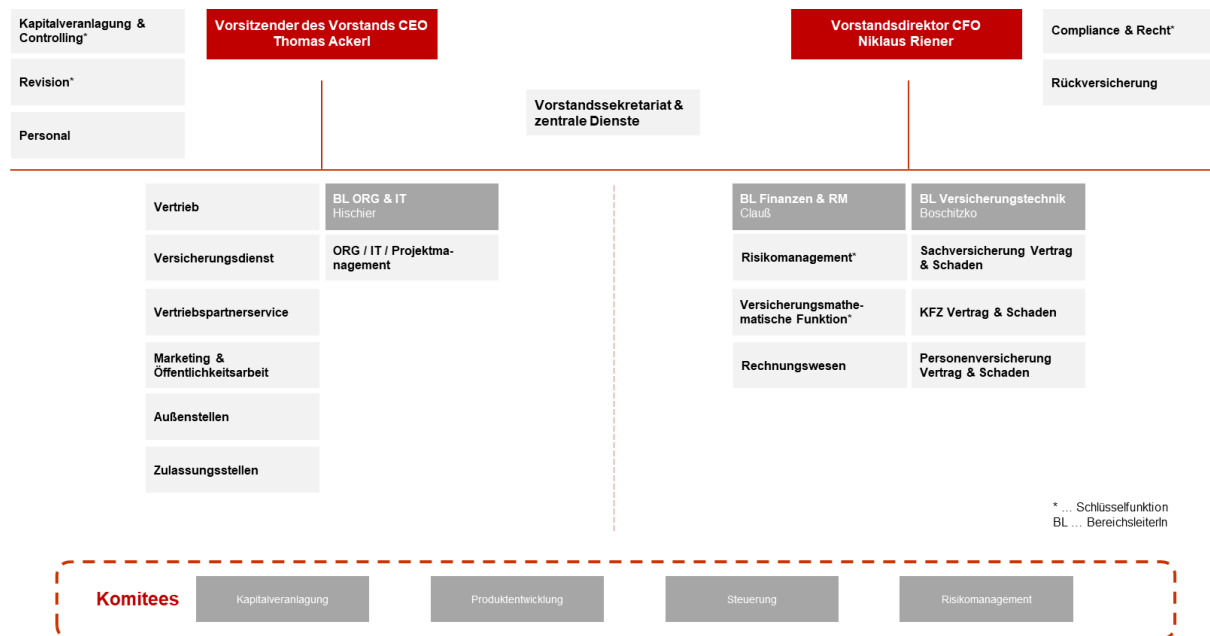 Kapitalveranlagung &
Controlling*
Revision*
Personal
Vorsitzender des Vorstands CEO
Thomas Ackerl
Vorstandssekretariat &
zentrale Dienste
Vorstandsdirektor CFO
Niklaus Riener
Compliance & Recht*
Rückversicherung
Vertrieb
Versicherungsdienst
Vertriebspartnerservice
Marketing &
Öffentlichkeitsarbeit
Außenstellen
Zulassungsstellen
BL ORG & IT
Hischier
ORG / IT / Projektma-
nagement
BL Finanzen & RM
Clauß
Risikomanagement*
Versicherungsmathe-
matische Funktion*
Rechnungswesen
BL Versicherungstechnik
Boschitzko
Sachversicherung Vertrag
& Schaden
KFZ Vertrag & Schaden
Personenversicherung
Vertrag & Schaden
* ... Schlüsselfunktion
BL ... BereichsleiterIn
Komitees
Kapitalveranlagung
Produktentwicklung
Steuerung
Risikomanagement